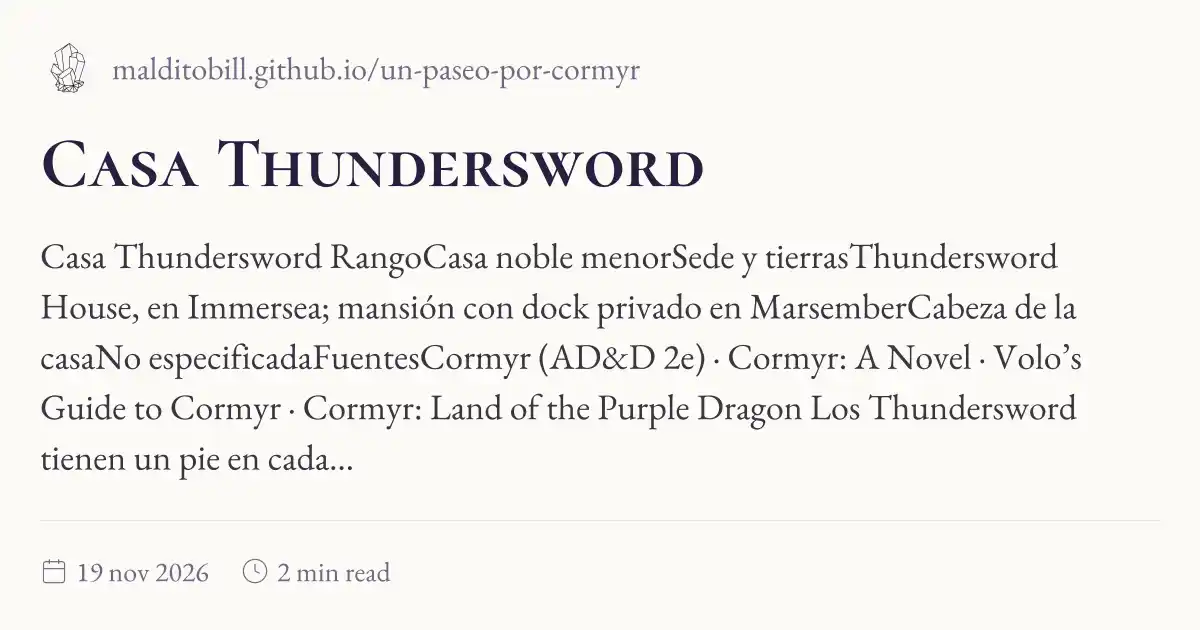 malditobill.github.io/un-paseo-por-cormyr
Casa Thundersword
Casa Thundersword RangoCasa noble menorSede y tierrasThundersword
House, en Immersea; mansión con dock privado en MarsemberCabeza de la
casaNo especificadaFuentesCormyr (AD&D 2e) · Cormyr: A Novel · Volo’s
Guide to Cormyr · Cormyr: Land of the Purple Dragon Los Thundersword
tienen un pie en cada...
19 nov 2026 2 min read